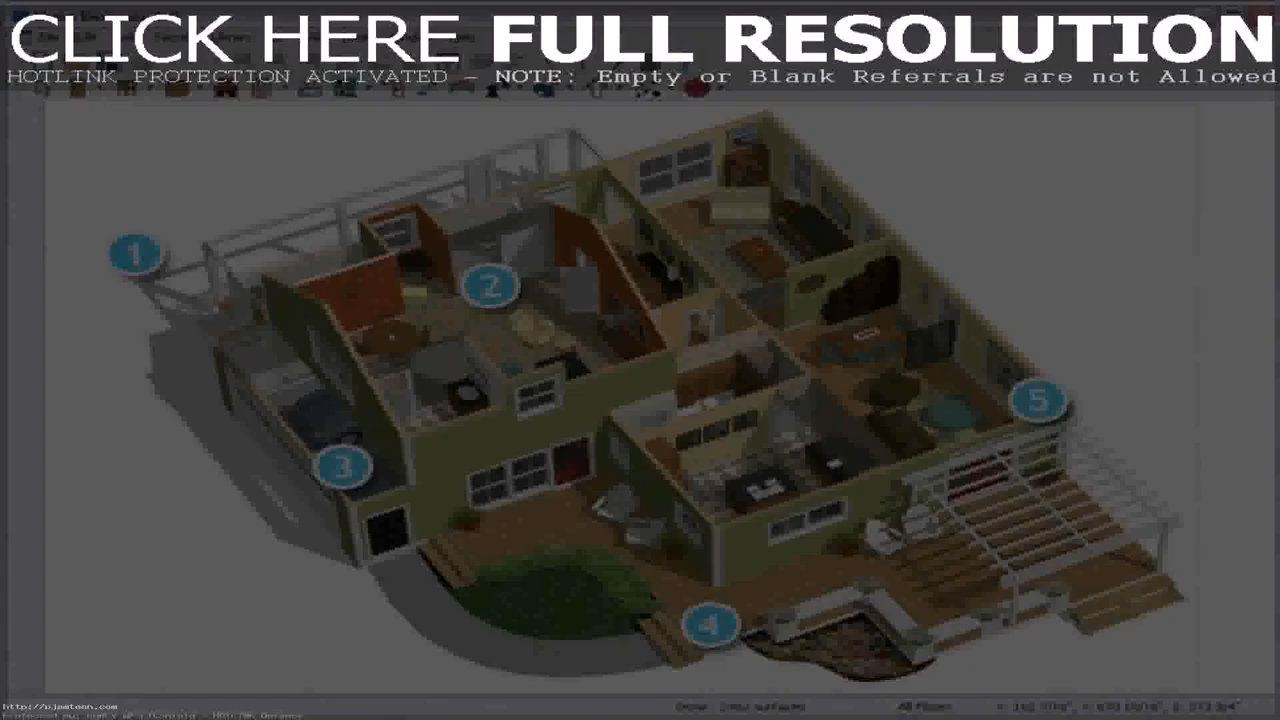 CLICK HERE FULL RESOLUTION
HOTLINK PROTECTION ACTIVATED - NOTE: Empty or Blank Referrals are not Allowed
1
2
3
4
5